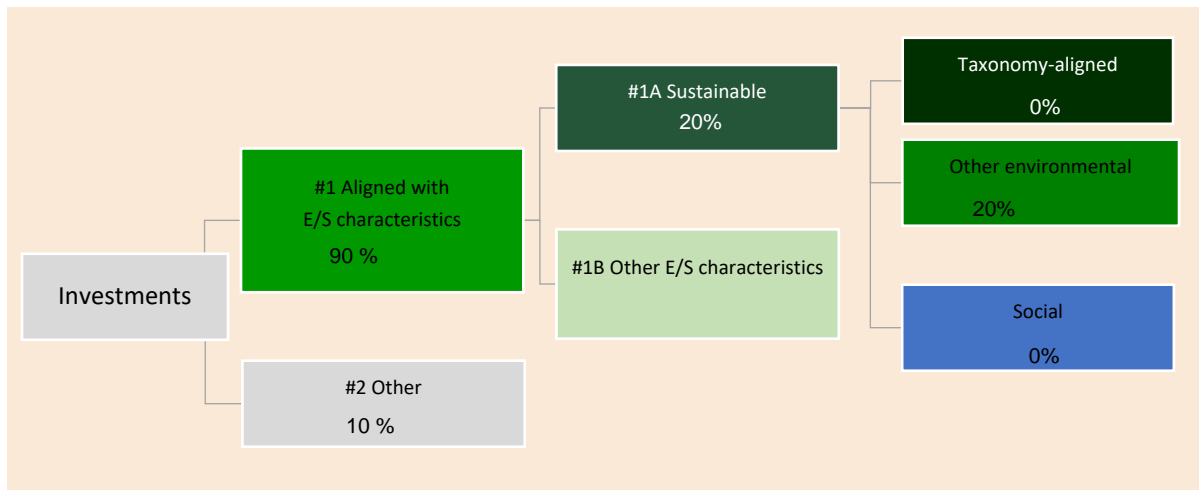 Investments
#1 Aligned with
E/S characteristics
90 %
#2 Other
10 %
#1A Sustainable
20%
#1B Other E/S characteristics
Taxonomy-aligned
0%
Other environmental
20%
Social
0%